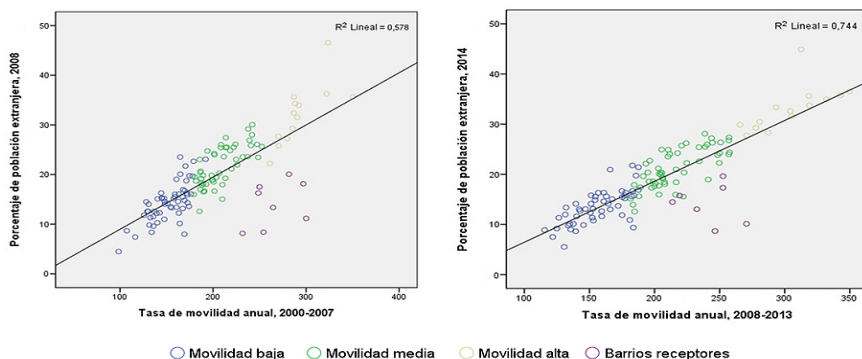 R² Lineal = 0,578
Porcentaje de población extranjera, 2008
50
40
30
20
10
0
100
200
300
400
Tasa de movilidad anual, 2000-2007
R² Lineal = 0,744
Porcentaje de población extranjera, 2014
50
40
30
20
10
0
100
150
200
250
300
350
Tasa de movilidad anual, 2008-2013
Movilidad baja
Movilidad media
Movilidad alta
Barrios receptores